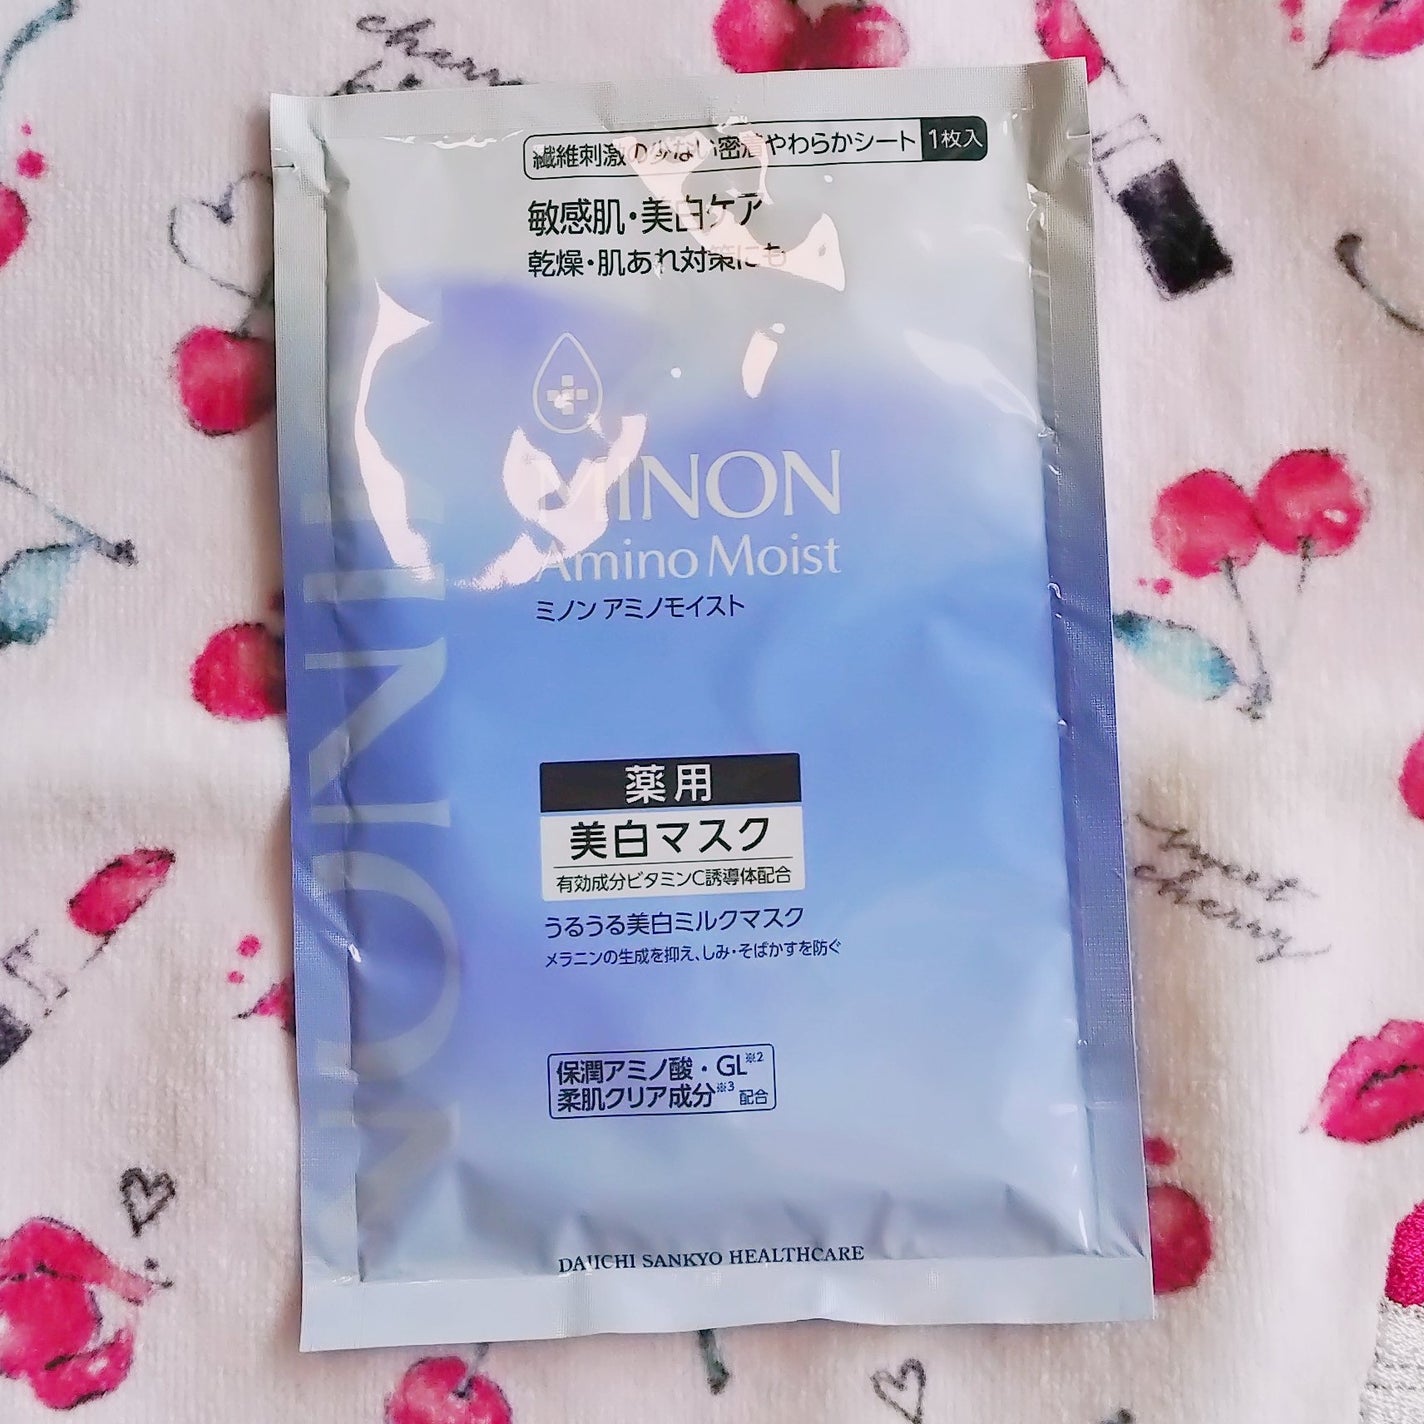 cherry
繊維刺激の少ない密着やわらかシート 1枚入
敏感肌・美白ケア
乾燥・肌あれ対策にも
MINON
Amino Moist
ミノン アミノモイスト
MINON
薬用
美白マスク
有効成分ビタミンC誘導体配合
うるうる美白ミルクマスク
メラニンの生成を抑え、しみ・そばかすを防ぐ
保潤アミノ酸・GL※2
柔肌クリア成分※3 配合
DAIICHI SANKYO HEALTHCARE
sweet
cherry